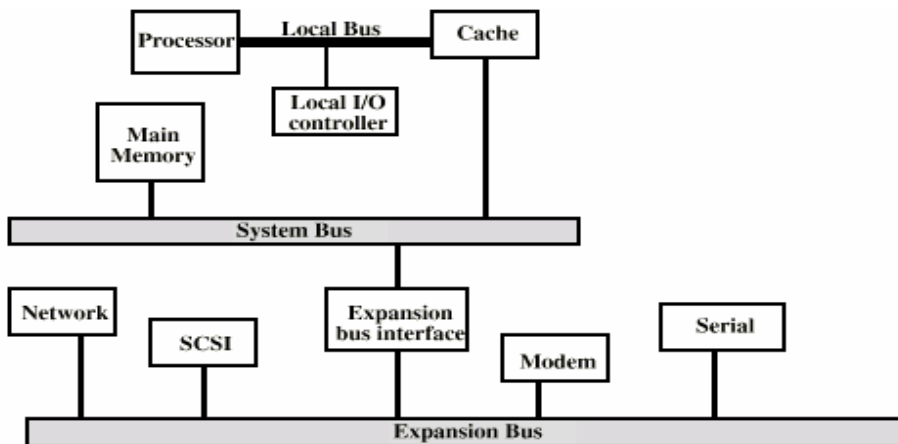 Processor
Local Bus
Cache
Local I/O
controller
Main
Memory
System Bus
Network
SCSI
Expansion
bus interface
Modem
Serial
Expansion Bus